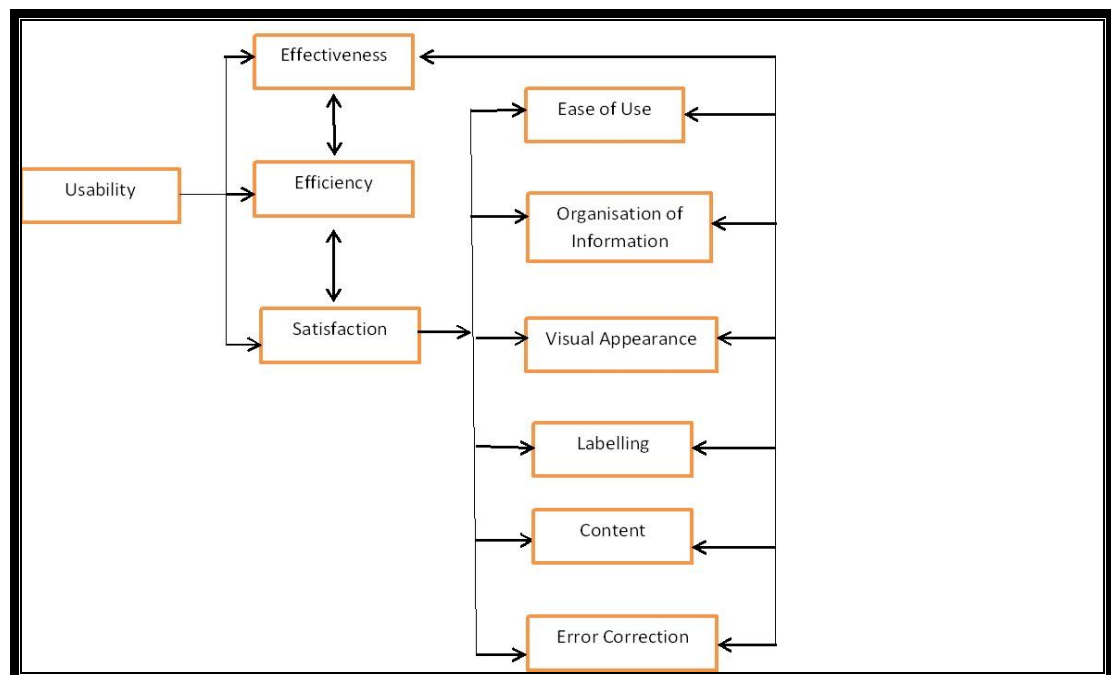 Effectiveness
Ease of Use
Efficiency
Usability
Organisation of
Information
Satisfaction
Visual Appearance
Labelling
Content
Error Correction